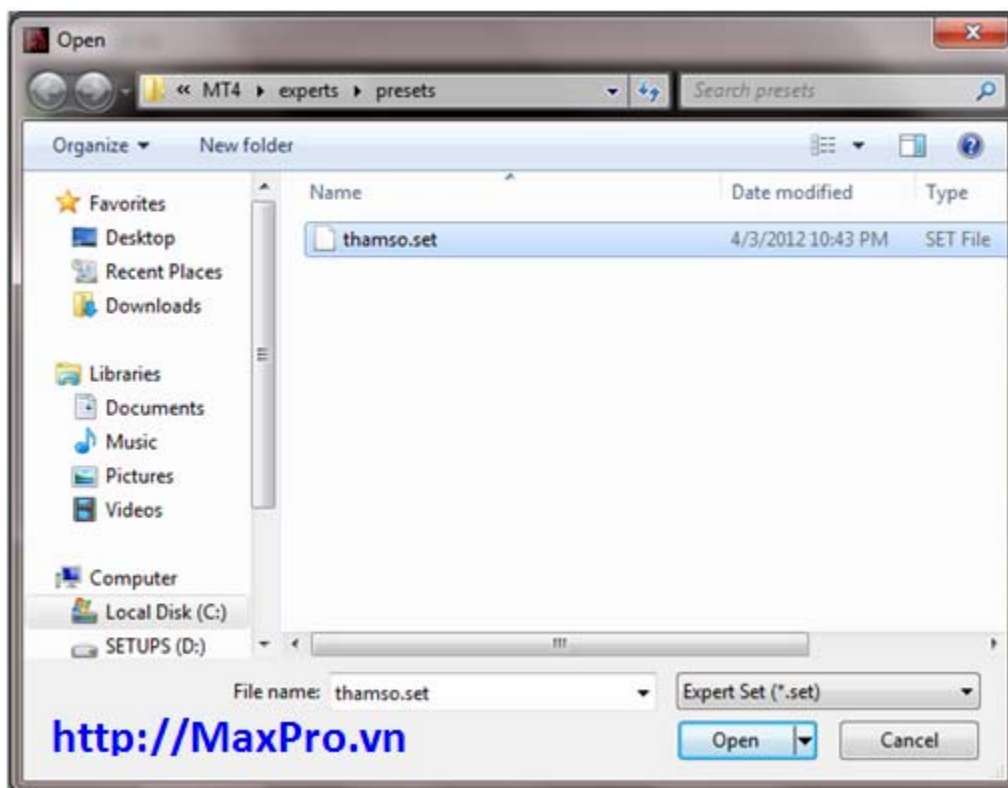 Open
« MT4 ▸ experts ▸ presets
Search presets
Organize
New folder
Name
Date modified
Type
Favorites
Desktop
Recent Places
Downloads
Libraries
Documents
Music
Pictures
Videos
Computer
Local Disk (C:)
SETUPS (D:)
thamso.set
4/3/2012 10:43 PM
SET File
File name:
thamso.set
Expert Set (*.set)
http://MaxPro.vn
Open
Cancel